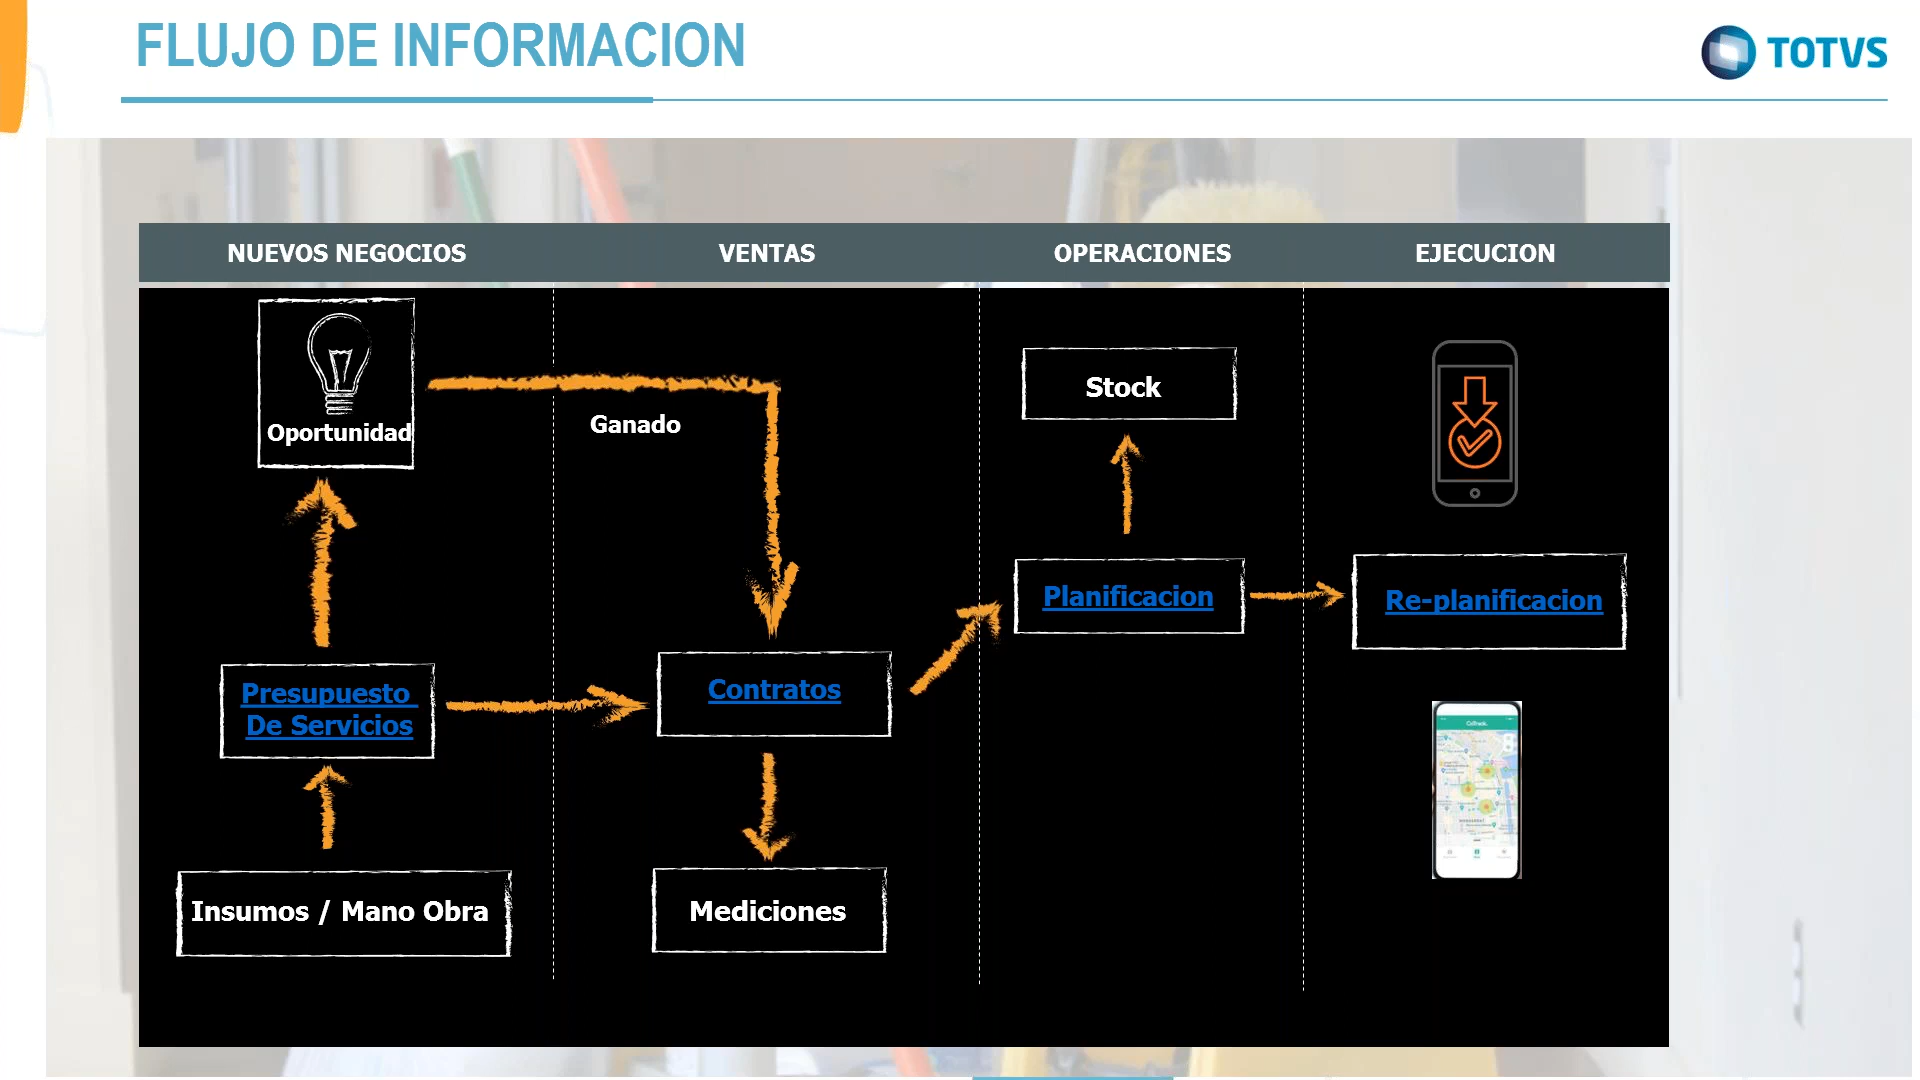 FLUJO DE INFORMACION
TOTVS
NUEVOS NEGOCIOS
VENTAS
OPERACIONES
EJECUCION
Oportunidad
Ganado
Stock
Planificacion
Re-planificacion
Presupuesto
De Servicios
Contratos
Insumos / Mano Obra
Mediciones